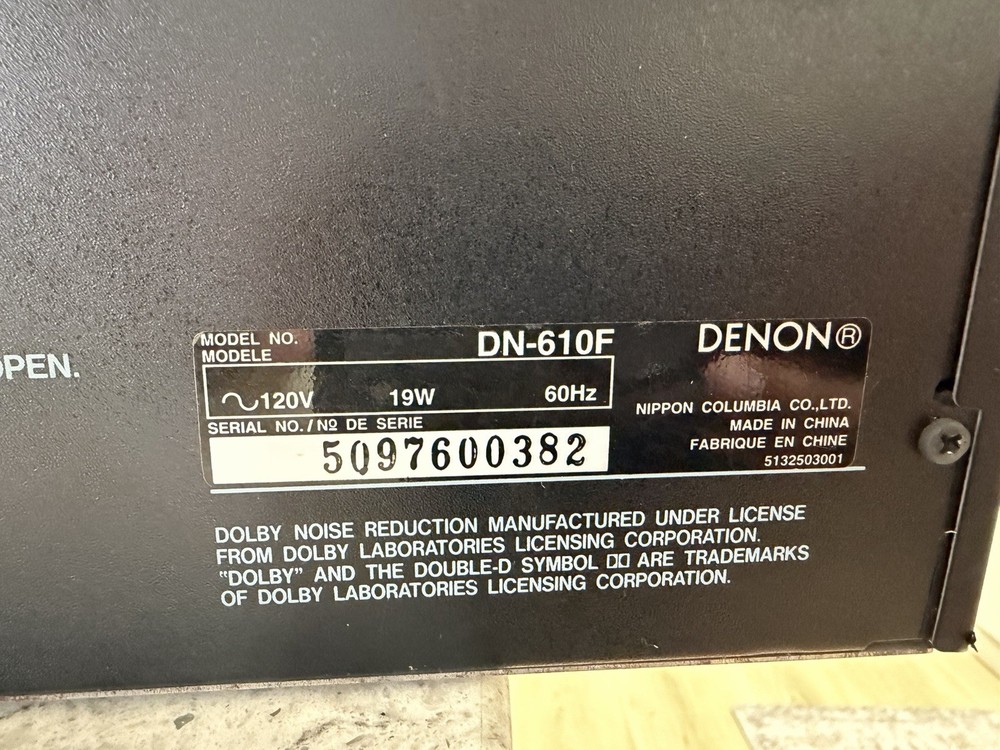 OPEN.
MODEL NO.
MODELE
DN-610F
DENON®
~120V 19W 60Hz
SERIAL NO./Nº DE SERIE
5097600382
NIPPON COLUMBIA CO.,LTD.
MADE IN CHINA
FABRIQUE EN CHINE
5132503001
DOLBY NOISE REDUCTION MANUFACTURED UNDER LICENSE
FROM DOLBY LABORATORIES LICENSING CORPORATION.
"DOLBY" AND THE DOUBLE-D SYMBOL ▯▯ ARE TRADEMARKS
OF DOLBY LABORATORIES LICENSING CORPORATION.